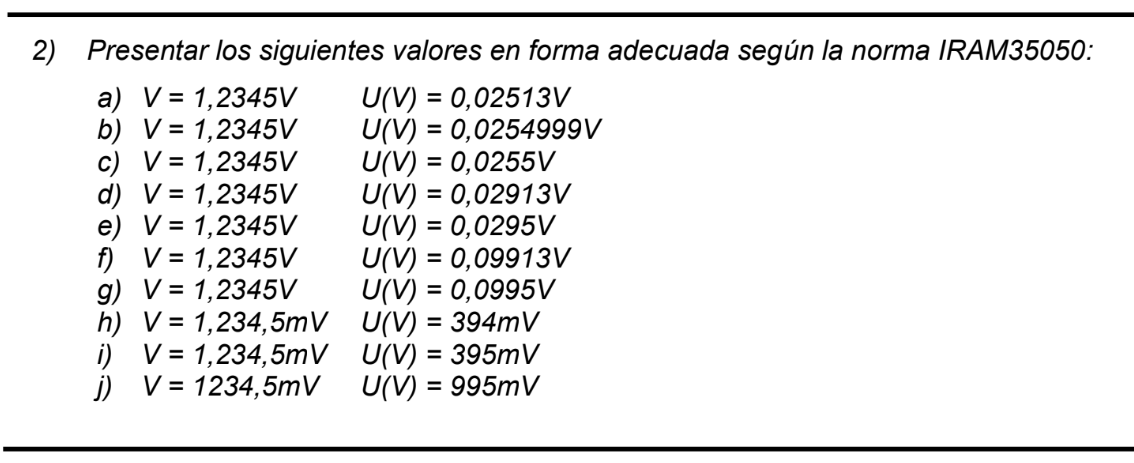 2) Presentar los siguientes valores en forma adecuada según la norma IRAM35050:
a) V = 1,2345V U(V) = 0,02513V
b) V = 1,2345V U(V) = 0,0254999V
c) V = 1,2345V U(V) = 0,0255V
d) V = 1,2345V U(V) = 0,02913V
e) V = 1,2345V U(V) = 0,0295V
f) V = 1,2345V U(V) = 0,09913V
g) V = 1,2345V U(V) = 0,0995V
h) V = 1,234,5mV U(V) = 394mV
i) V = 1,234,5mV U(V) = 395mV
j) V = 1234,5mV U(V) = 995mV